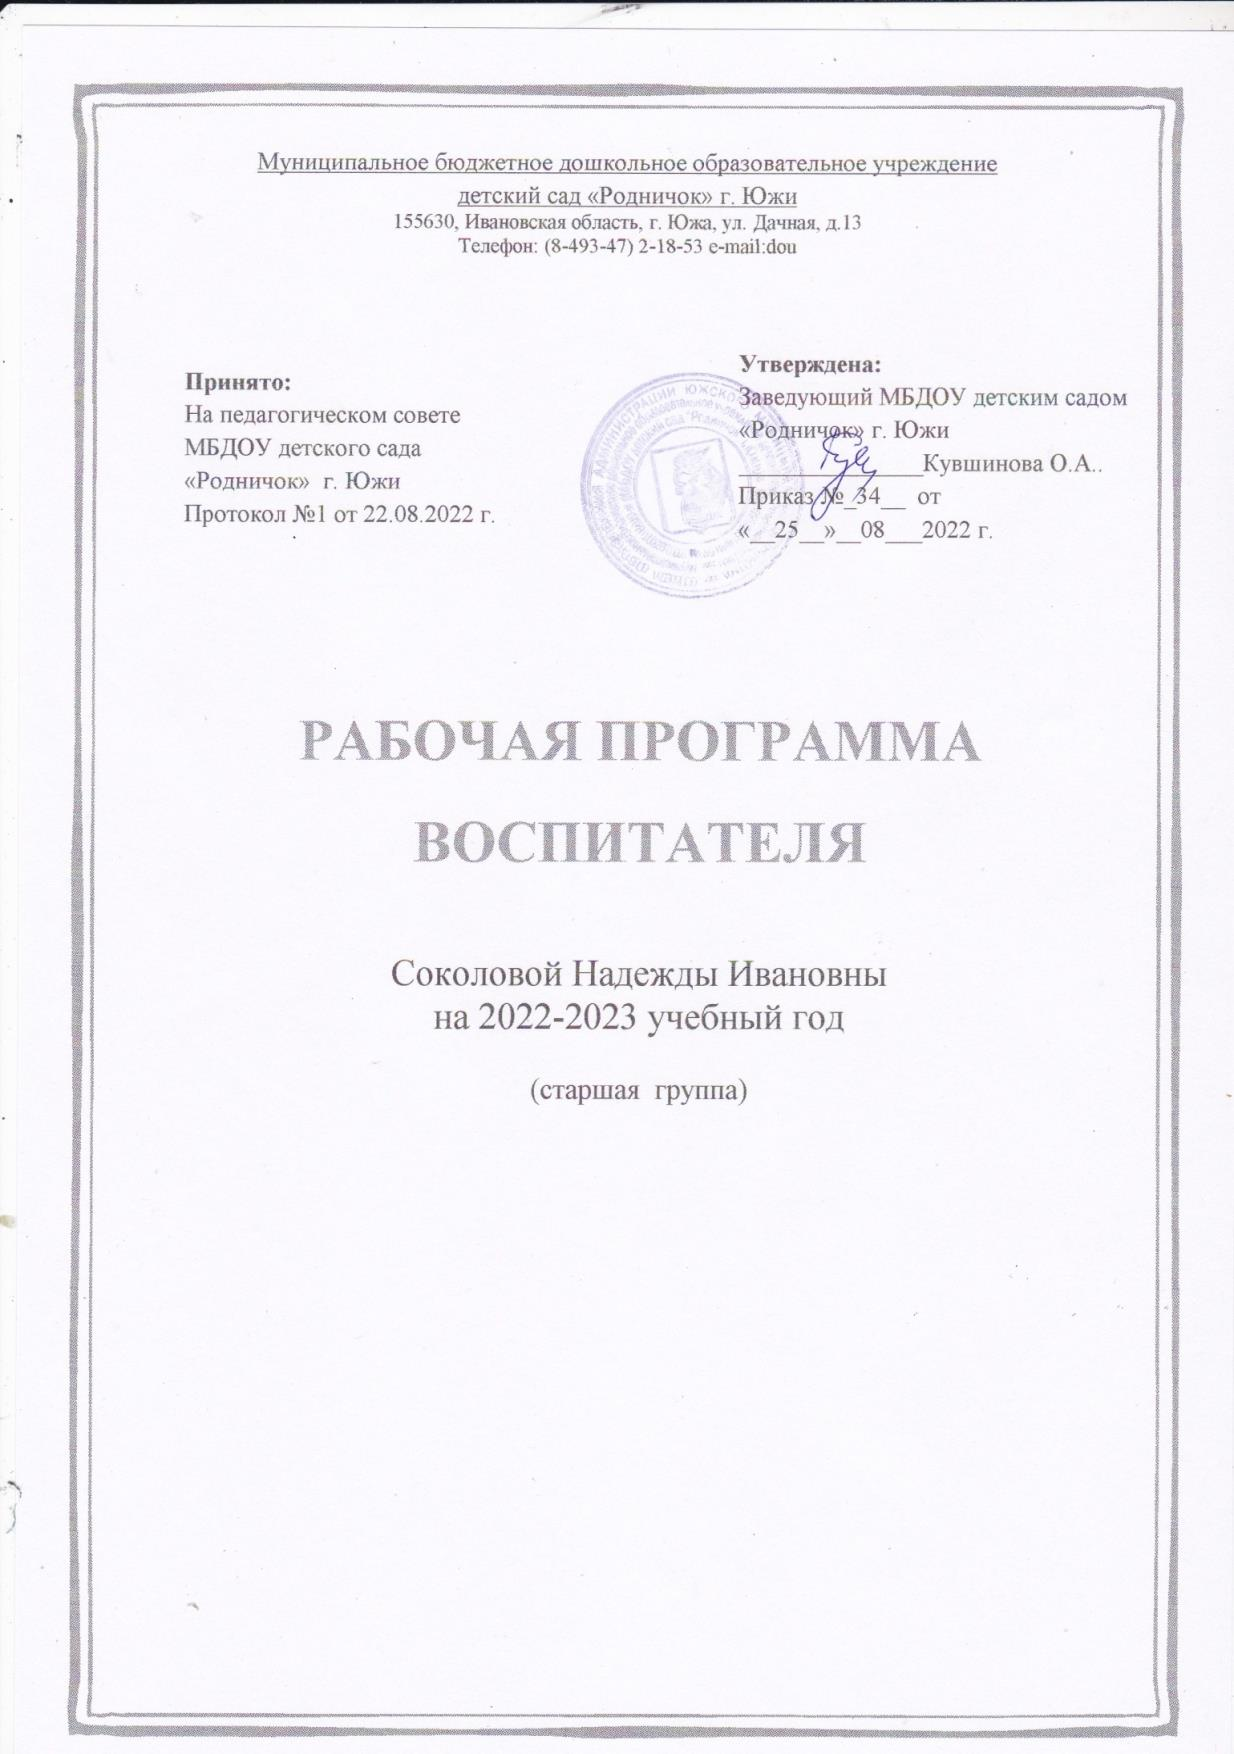 Муниципальное бюджетное дошкольное образовательное учреждение
детский сад «Родничок» г. Южи
155630, Ивановская область, г. Южа, ул. Дачная, д.13
Телефон: (8-493-47) 2-18-53 e-mail:dou
Принято:
На педагогическом совете
МБДОУ детского сада
«Родничок»  г. Южи
Протокол №1 от 22.08.2022 г.
Утверждена:
Заведующий МБДОУ детским садом
«Родничок» г. Южи
______________Кувшинова О.А..
Приказ №_34__  от
«__25__»__08___2022 г.
РАБОЧАЯ ПРОГРАММА
ВОСПИТАТЕЛЯ
Соколовой Надежды Ивановны
на 2022-2023 учебный год
(старшая  группа)